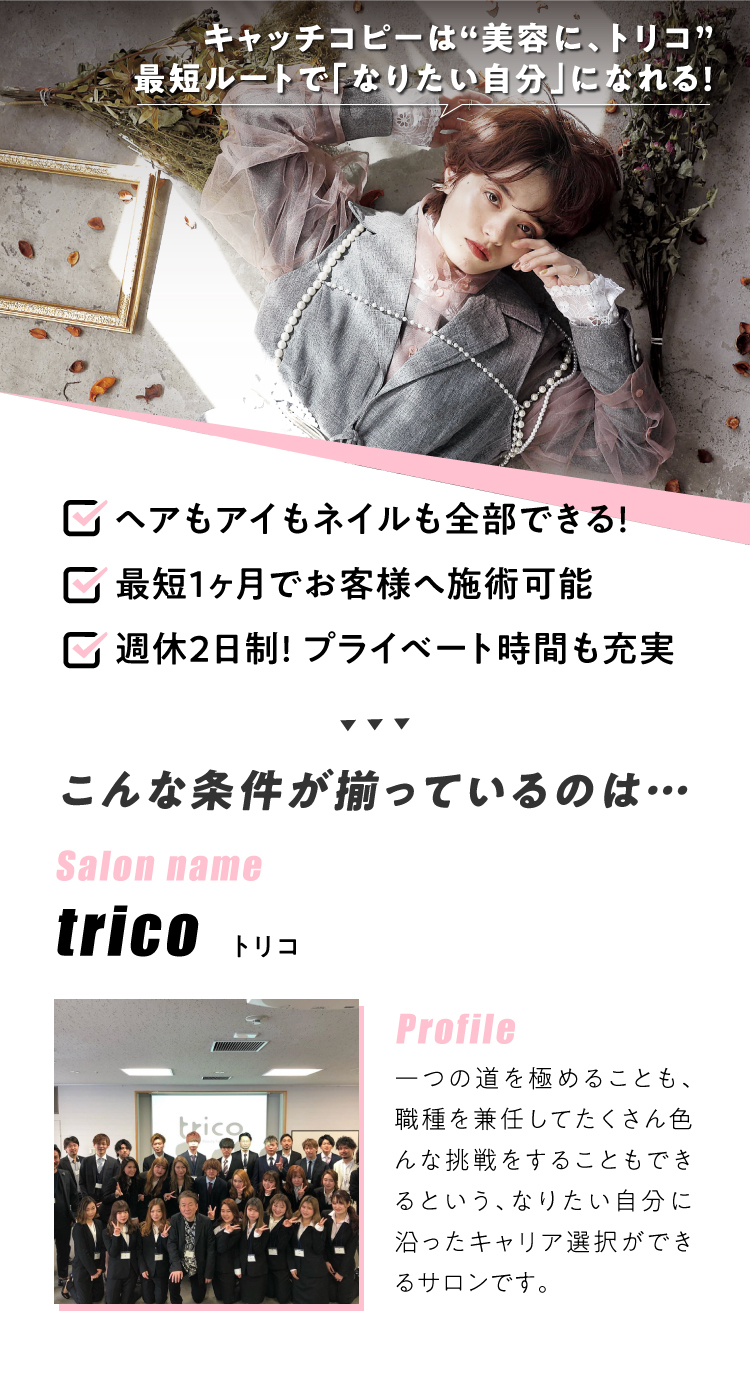 キャッチコピーは“美容に、トリコ”
最短ルートで「なりたい自分」になれる!
ヘアもアイもネイルも全部できる!
最短1ヶ月でお客様へ施術可能
週休2日制! プライベート時間も充実
こんな条件が揃っているのは…
Salon name
trico トリコ
trico
Profile
一つの道を極めることも、
職種を兼任してたくさん色
んな挑戦をすることもでき
るという、なりたい自分に
沿ったキャリア選択ができ
るサロンです。